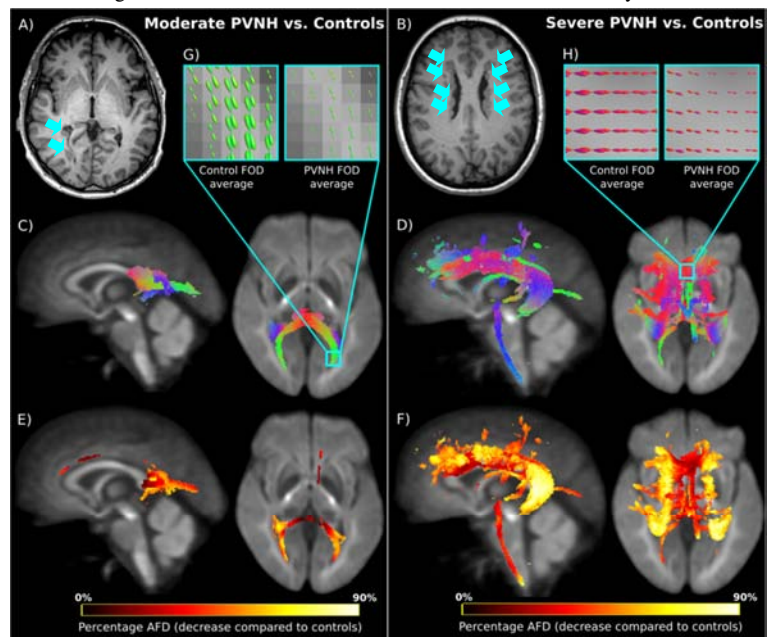 A)
Moderate PVNH vs. Controls
G)
Control FOD
average
PVNH FOD
average
C)
E)
0%
90%
Percentage AFD (decrease compared to controls)
B)
Severe PVNH vs. Controls
H)
Control FOD
average
PVNH FOD
average
D)
F)
0%
90%
Percentage AFD (decrease compared to controls)